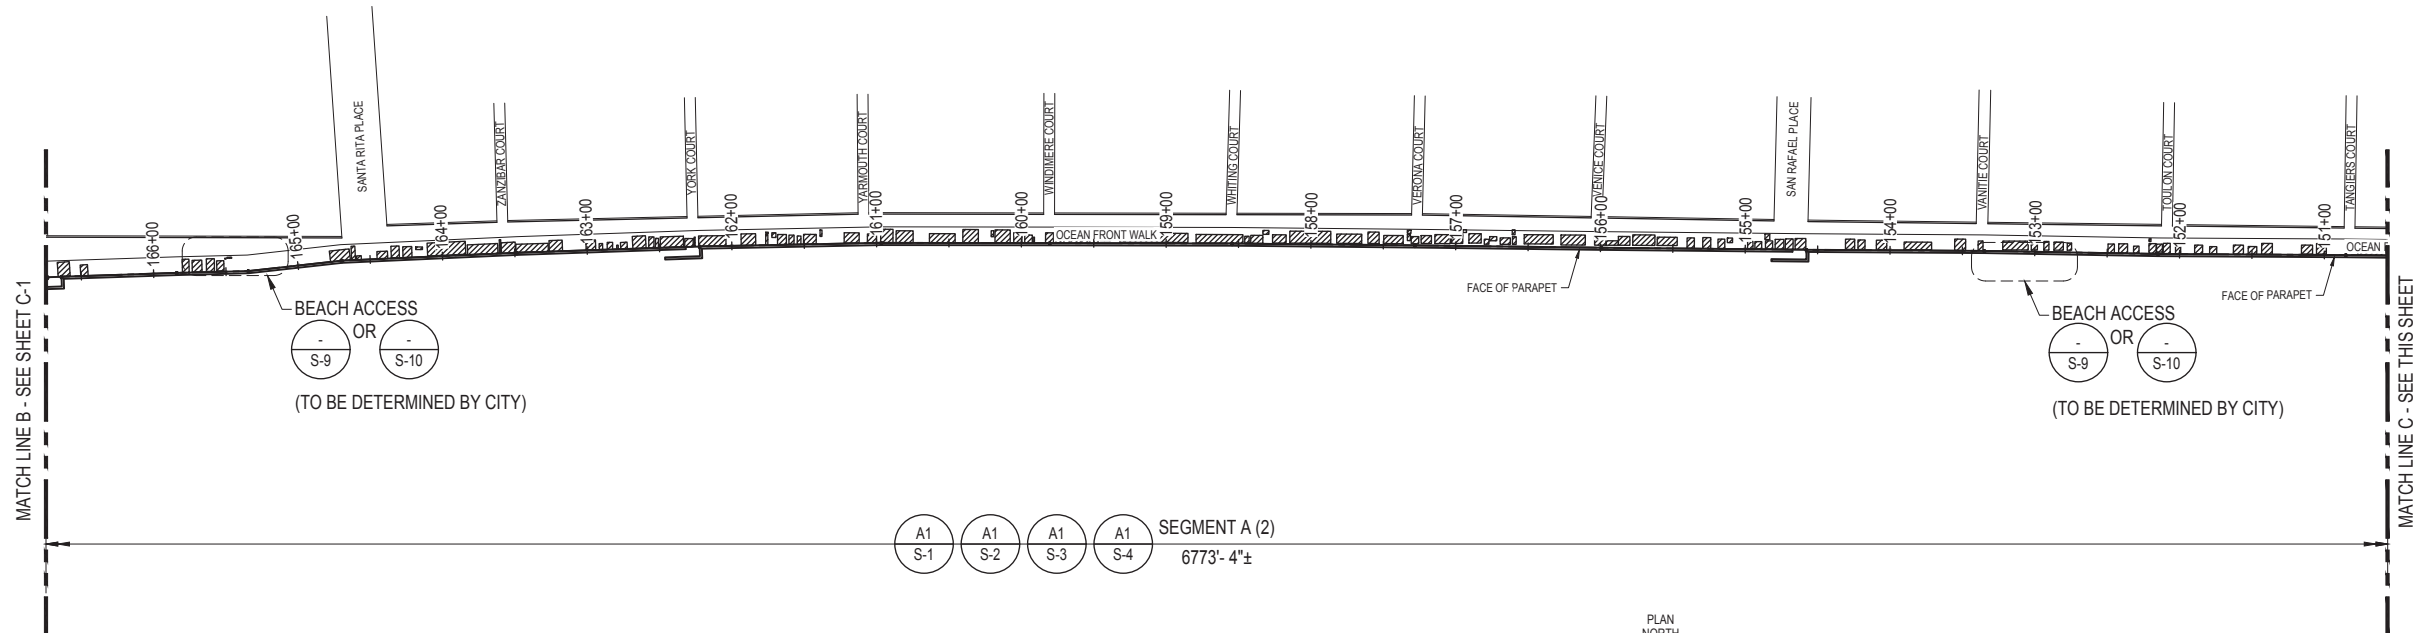 SANTA RITA PLACE
ZANZIBAR COURT
YORK COURT
YARMOUTH COURT
WINDIMERE COURT
WHITING COURT
VERONA COURT
VENICE COURT
SAN RAFAEL PLACE
VANITIE COURT
TOULON COURT
TANGIERS COURT
166+00
165+00
164+00
163+00
162+00
161+00
160+00
159+00
158+00
157+00
156+00
155+00
154+00
153+00
152+00
151+00
OCEAN FRONT WALK
OCEAN
FACE OF PARAPET
FACE OF PARAPET
BEACH ACCESS
OR
-
S-9
-
S-10
(TO BE DETERMINED BY CITY)
BEACH ACCESS
OR
-
S-9
-
S-10
(TO BE DETERMINED BY CITY)
MATCH LINE B - SEE SHEET C-1
MATCH LINE C - SEE THIS SHEET
A1
S-1
A1
S-2
A1
S-3
A1
S-4
SEGMENT A (2)
6773'- 4"±
PLAN
NORTH